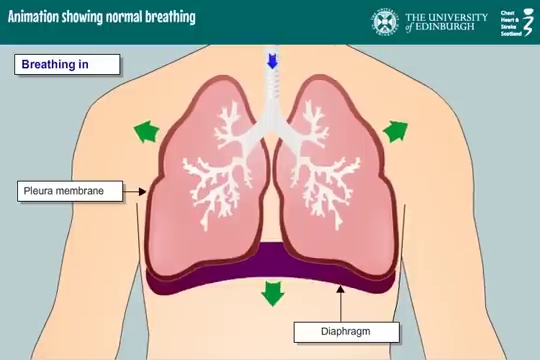 Animation showing normal breathing
THE UNIVERSITY
of EDINBURGH
Chest
Heart &
Stroke
Scotland
Breathing in
Pleura membrane
Diaphragm